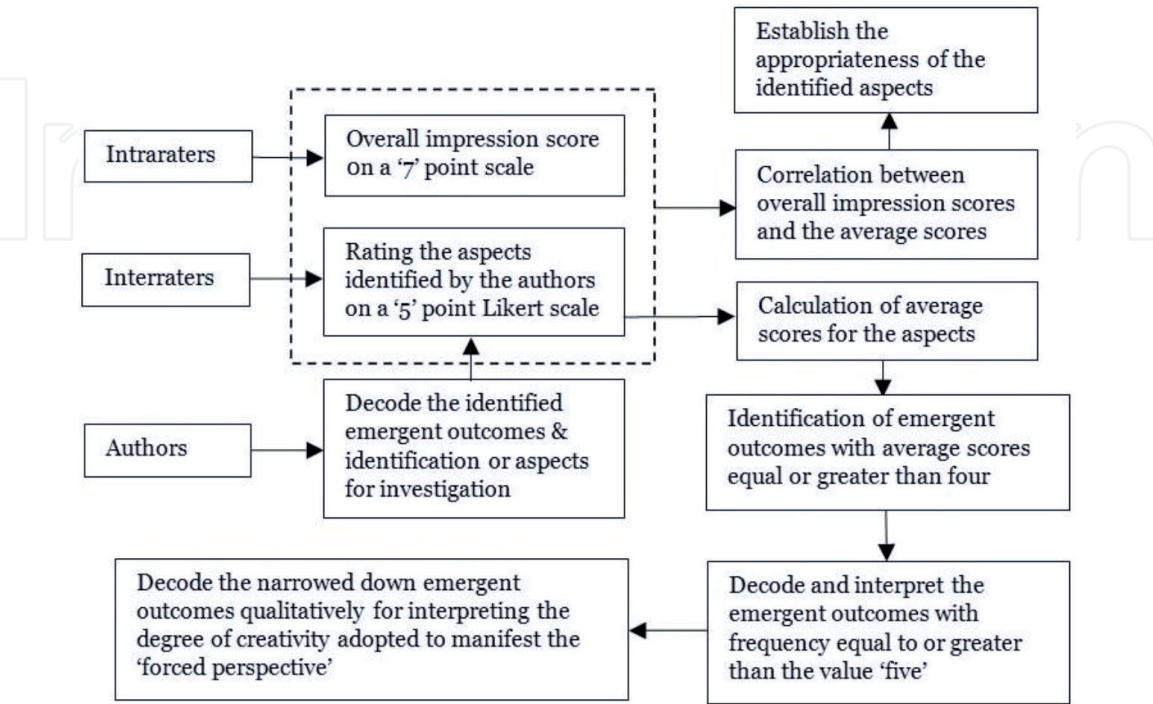 Establish the
appropriateness of the
identified aspects
Intraraters
Overall impression score
on a ‘7’ point scale
Correlation between
overall impression scores
and the average scores
Interraters
Rating the aspects
identified by the authors
on a ‘5’ point Likert scale
Calculation of average
scores for the aspects
Authors
Decode the identified
emergent outcomes &
identification or aspects
for investigation
Identification of emergent
outcomes with average scores
equal or greater than four
Decode and interpret the
emergent outcomes with
frequency equal to or greater
than the value ‘five’
Decode the narrowed down emergent
outcomes qualitatively for interpreting the
degree of creativity adopted to manifest the
‘forced perspective’